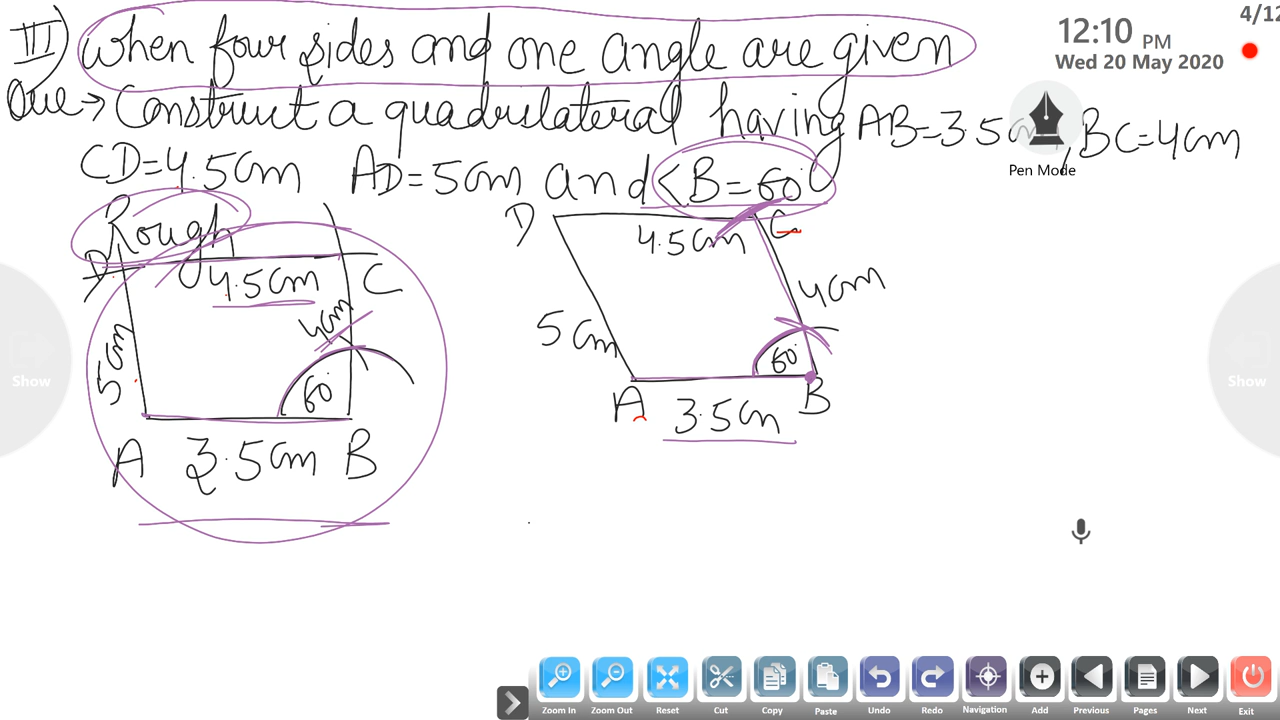 III) When four sides and one angle are given
4/12
12:10 PM
Wed 20 May 2020
Que → Construct a quadrilateral having AB=3.5cm, BC=4cm
Pen Mode
CD=4.5cm AD=5cm and <B=60°
Rough
D 4.5cm C
5cm 4cm
60°
A 3.5cm B
D 4.5cm C
5cm 4cm
60°
A 3.5cm B
Show
Show
Zoom In Zoom Out Reset Cut Copy Paste Undo Redo Navigation Add Previous Pages Next Exit